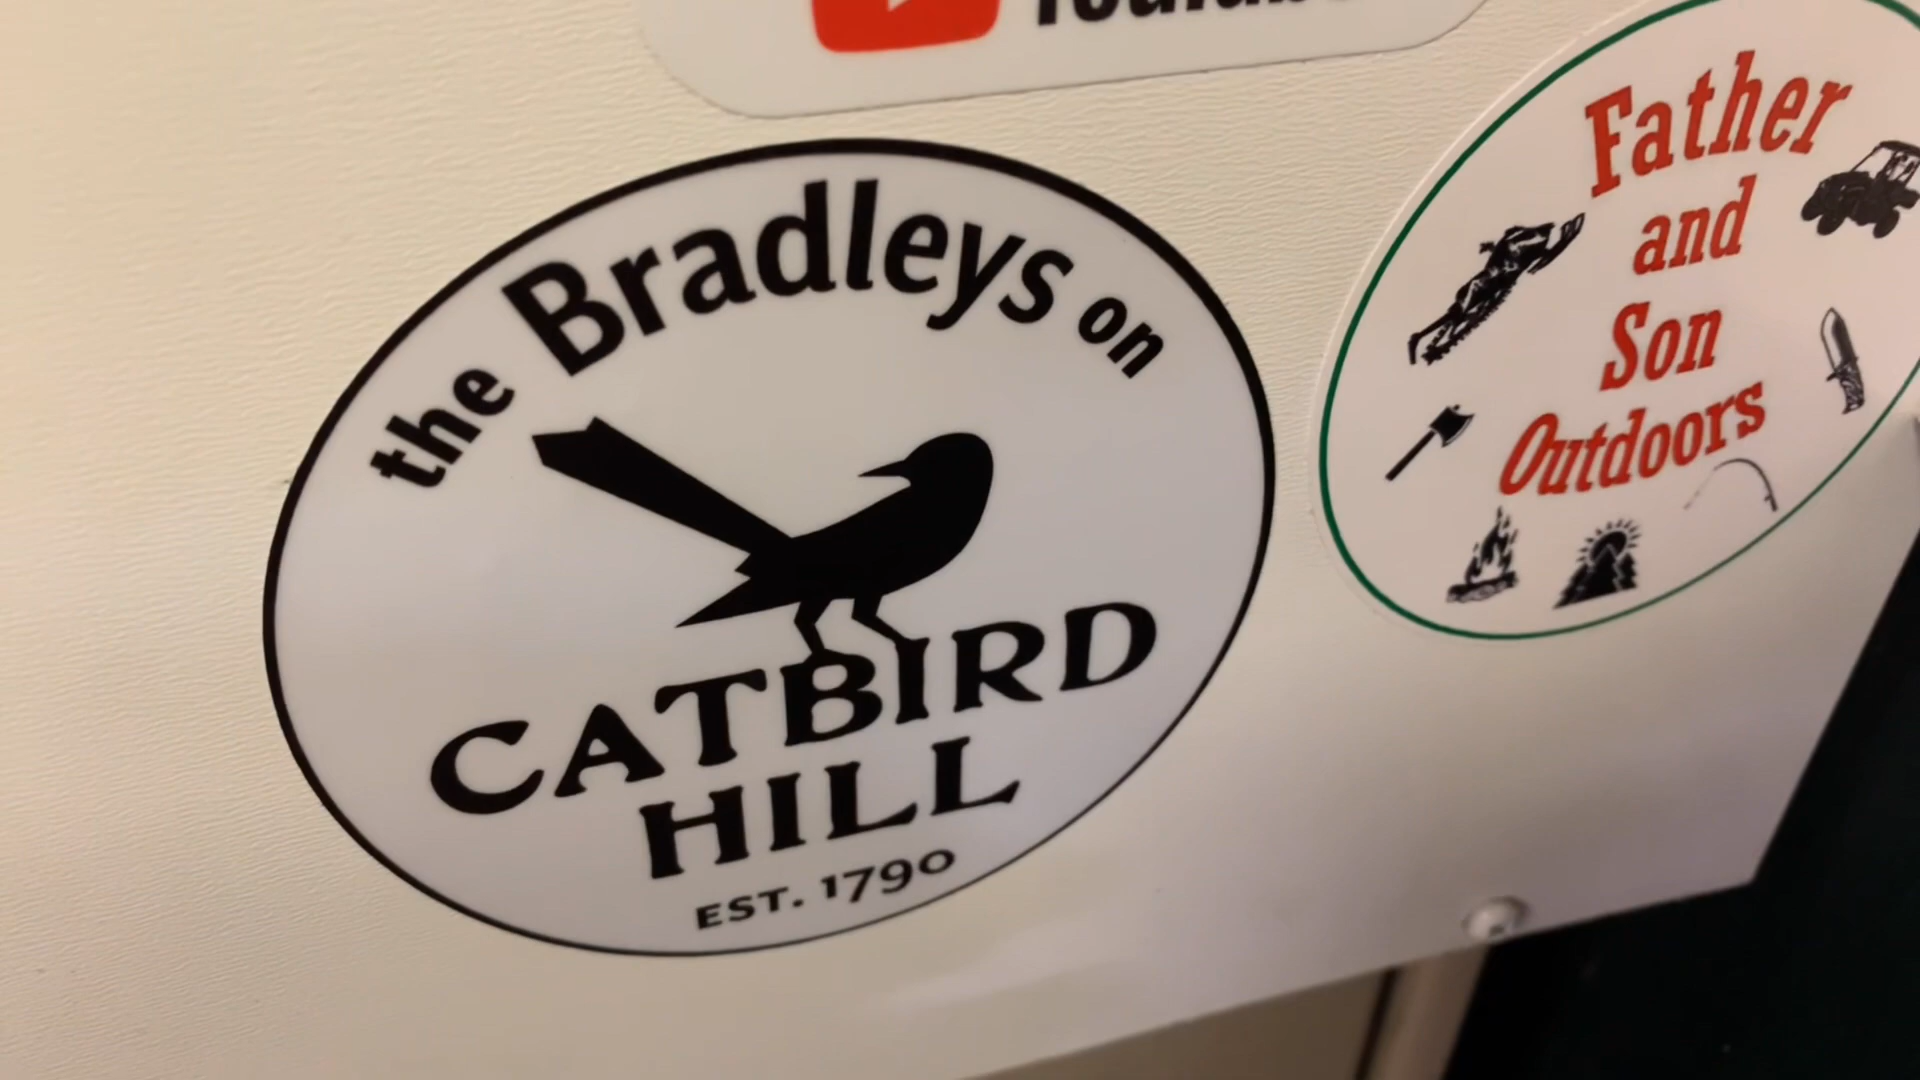 the Bradleys on
CATBIRD
HILL
EST. 1790
Father
and
Son
Outdoors